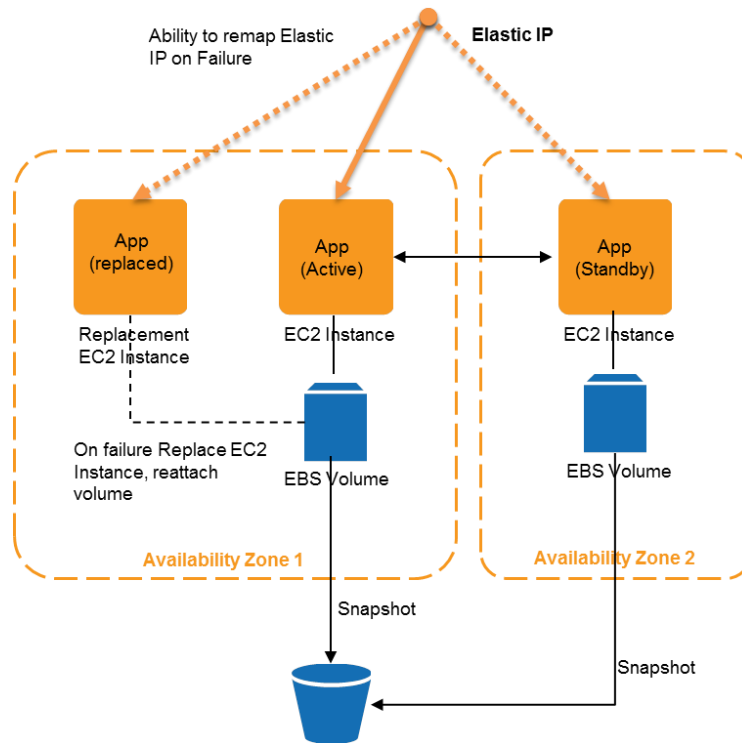 Ability to remap Elastic
IP on Failure
Elastic IP
App
(replaced)
App
(Active)
App
(Standby)
Replacement
EC2 Instance
EC2 Instance
EC2 Instance
On failure Replace EC2
Instance, reattach
volume
EBS Volume
EBS Volume
Availability Zone 1
Availability Zone 2
Snapshot
Snapshot